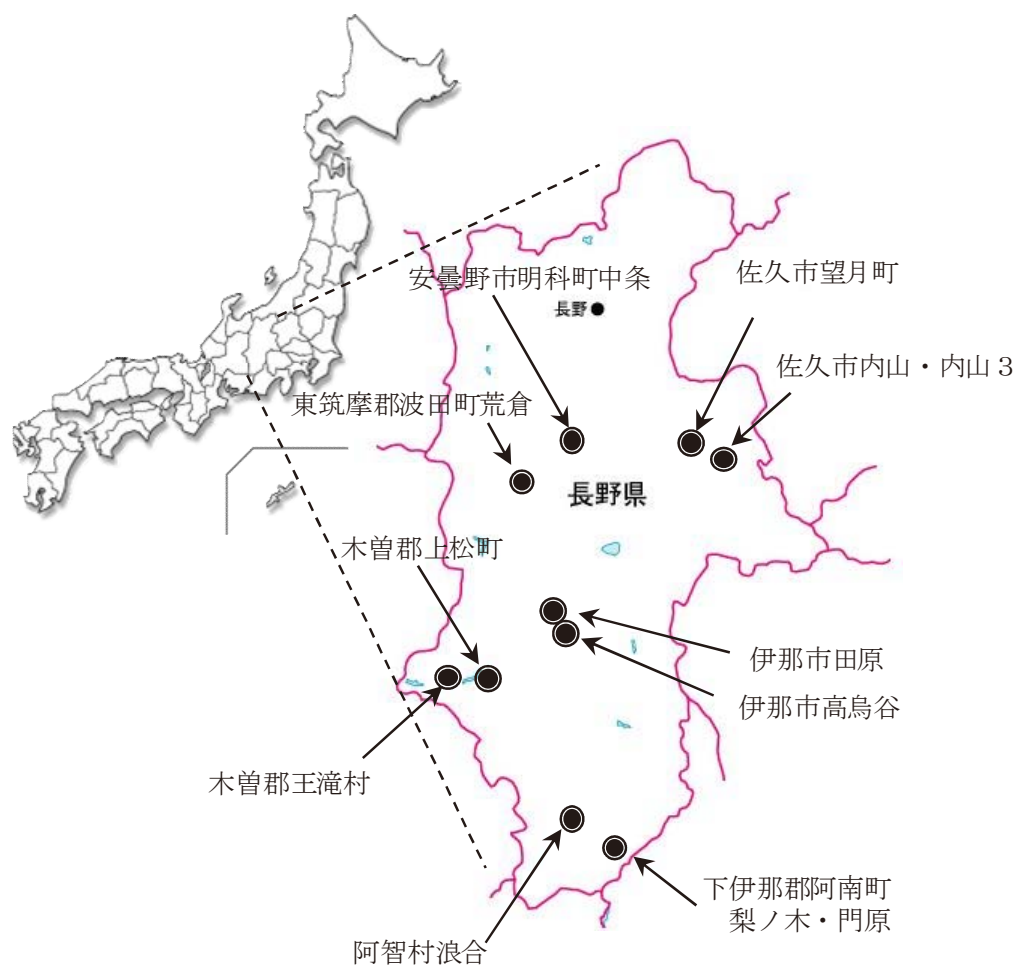 安曇野市明科町中条
佐久市望月町
長野
佐久市内山・内山３
東筑摩郡波田町荒倉
長野県
木曽郡上松町
伊那市田原
伊那市高烏谷
木曽郡王滝村
下伊那郡阿南町
梨ノ木・門原
阿智村浪合